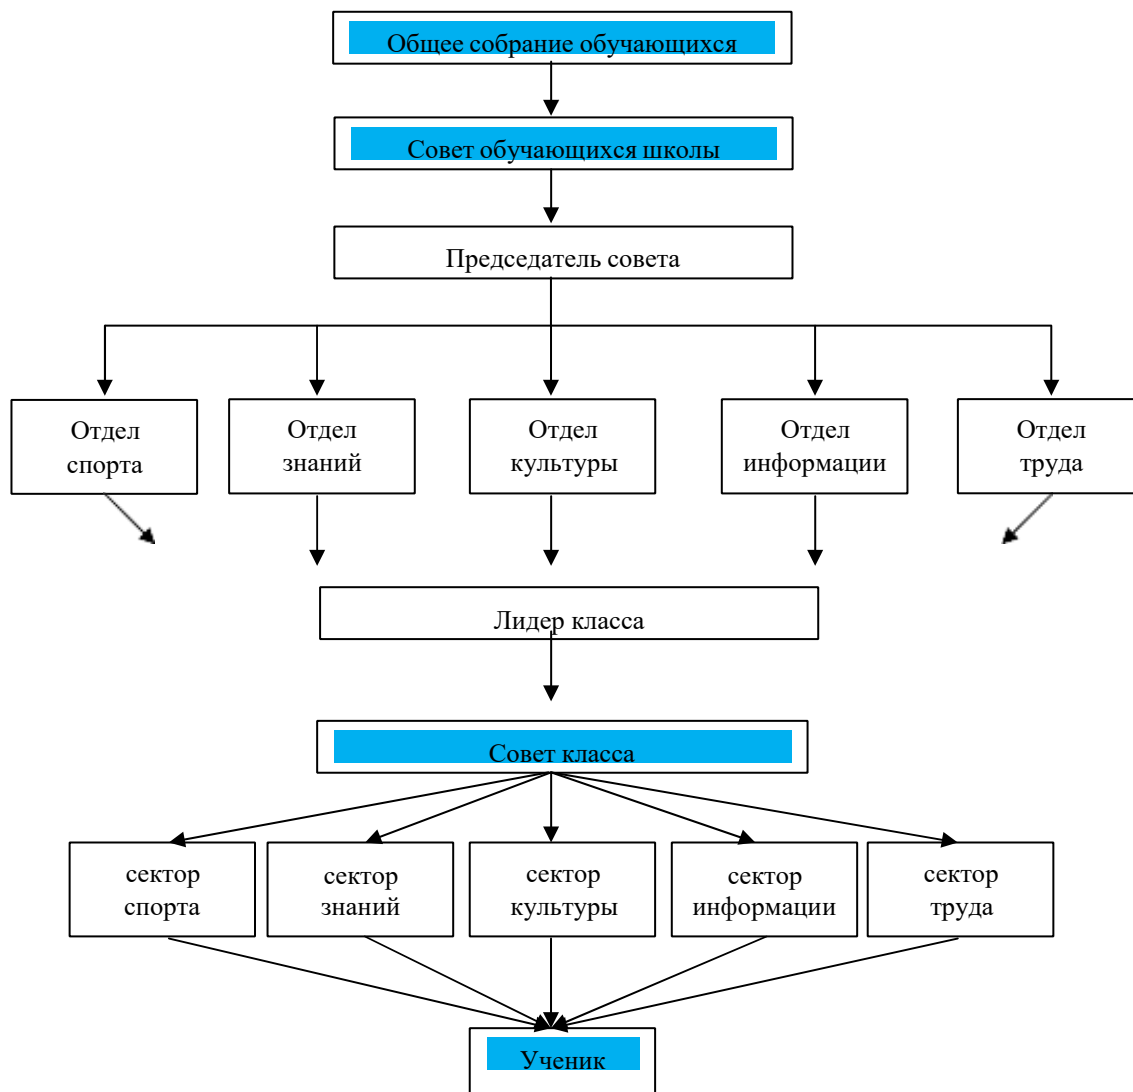 Общее собрание обучающихся
Совет обучающихся школы
Председатель совета
Отдел
спорта
Отдел
знаний
Отдел
культуры
Отдел
информации
Отдел
труда
Лидер класса
Совет класса
сектор
спорта
сектор
знаний
сектор
культуры
сектор
информации
сектор
труда
Ученик